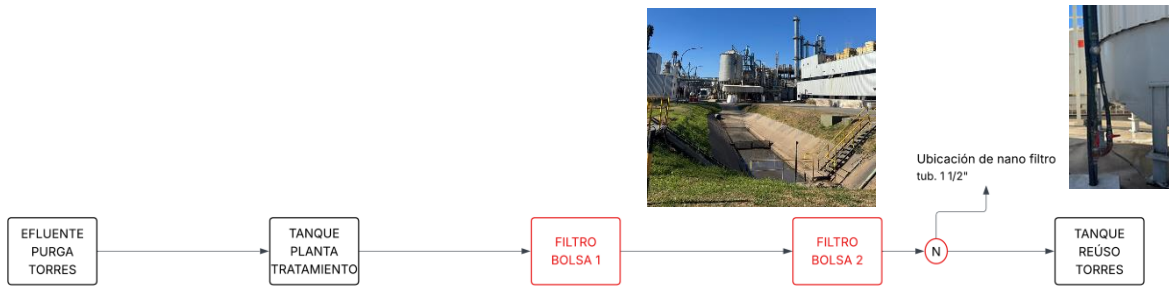 Ubicación de nano filtro
tub. 1 1/2"
EFLUENTE
PURGA
TORRES
TANQUE
PLANTA
TRATAMIENTO
FILTRO
BOLSA 1
FILTRO
BOLSA 2
N
TANQUE
REÚSO
TORRES